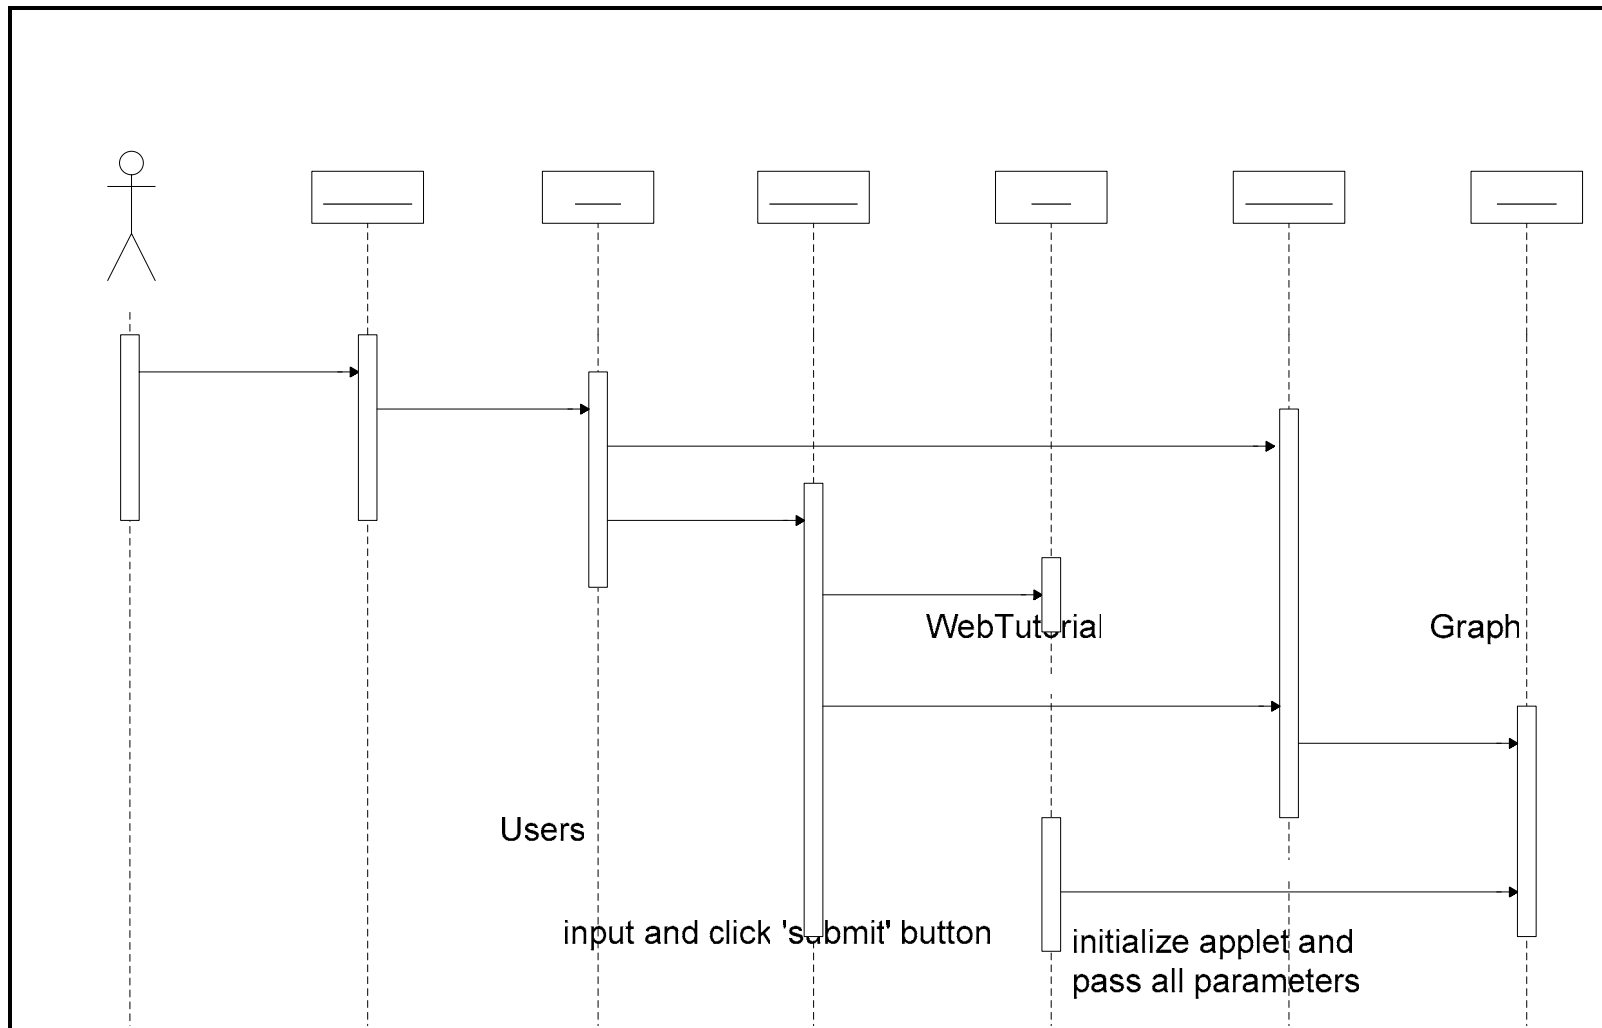 WebTutorial
Graph
Users
input and click 'submit' button
initialize applet and
pass all parameters